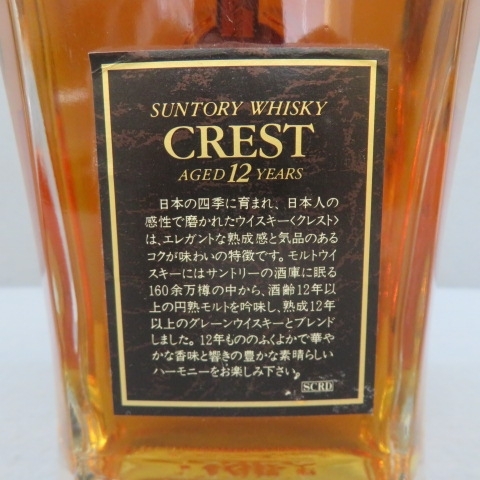 SUNTORY WHISKY
CREST
AGED 12 YEARS
日本の四季に育まれ、日本人の
感性で磨かれたウイスキー〈クレスト〉
は、エレガントな熟成感と気品のある
コクが味わいの特徴です。モルトウイ
スキーにはサントリーの酒庫に眠る
160余万樽の中から、酒齢12年以
上の円熟モルトを吟味し、熟成12年
以上のグレーンウイスキーとブレンド
しました。12年もののふくよかで華や
かな香味と響きの豊かな素晴らしい
ハーモニーをお楽しみ下さい。
SCRD